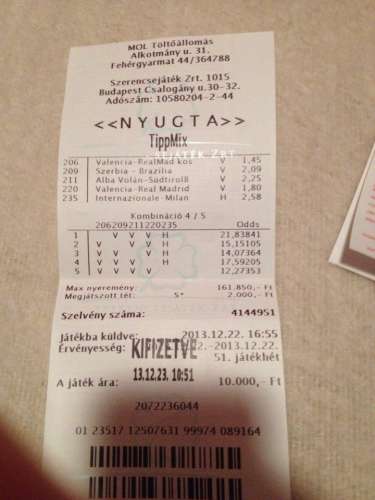 MOL Töltőállomás
Alkotmány u. 31.
Fehérgyarmat 44/364788
Szerencsejáték Zrt. 1015
Budapest Csalogány u.30-32.
Adószám: 10580204-2-44
<<NYUGTA>>
TippMix
206 Valencia-RealMad kos V 1,45
209 Szerbia - Brazília V 2,09
211 Alba Volán-Südtirolß V 2,25
220 Valencia-Real Madrid V 1,80
235 Internazionale-Milan H 2,58
Kombináció 4 / 5
206209211220235 Odds
1 V V V H 21,83841
2 V V V H 15,15105
3 V V V H 14,07364
4 V V V H 17,59205
5 V V V V 12,27353
Max nyeremény: 161.850,- Ft
Megjátszott tét: 5* 2.000,- Ft
Szelvény száma: 4144951
Játékba küldve: 2013.12.22. 16:55
Érvényesség: 22.-2013.12.22.
KIFIZETVE
51. játékhét
13.12.23. 10:51
A játék ára: 10.000,- Ft
2072236044
01 23517 12507631 99974 089164